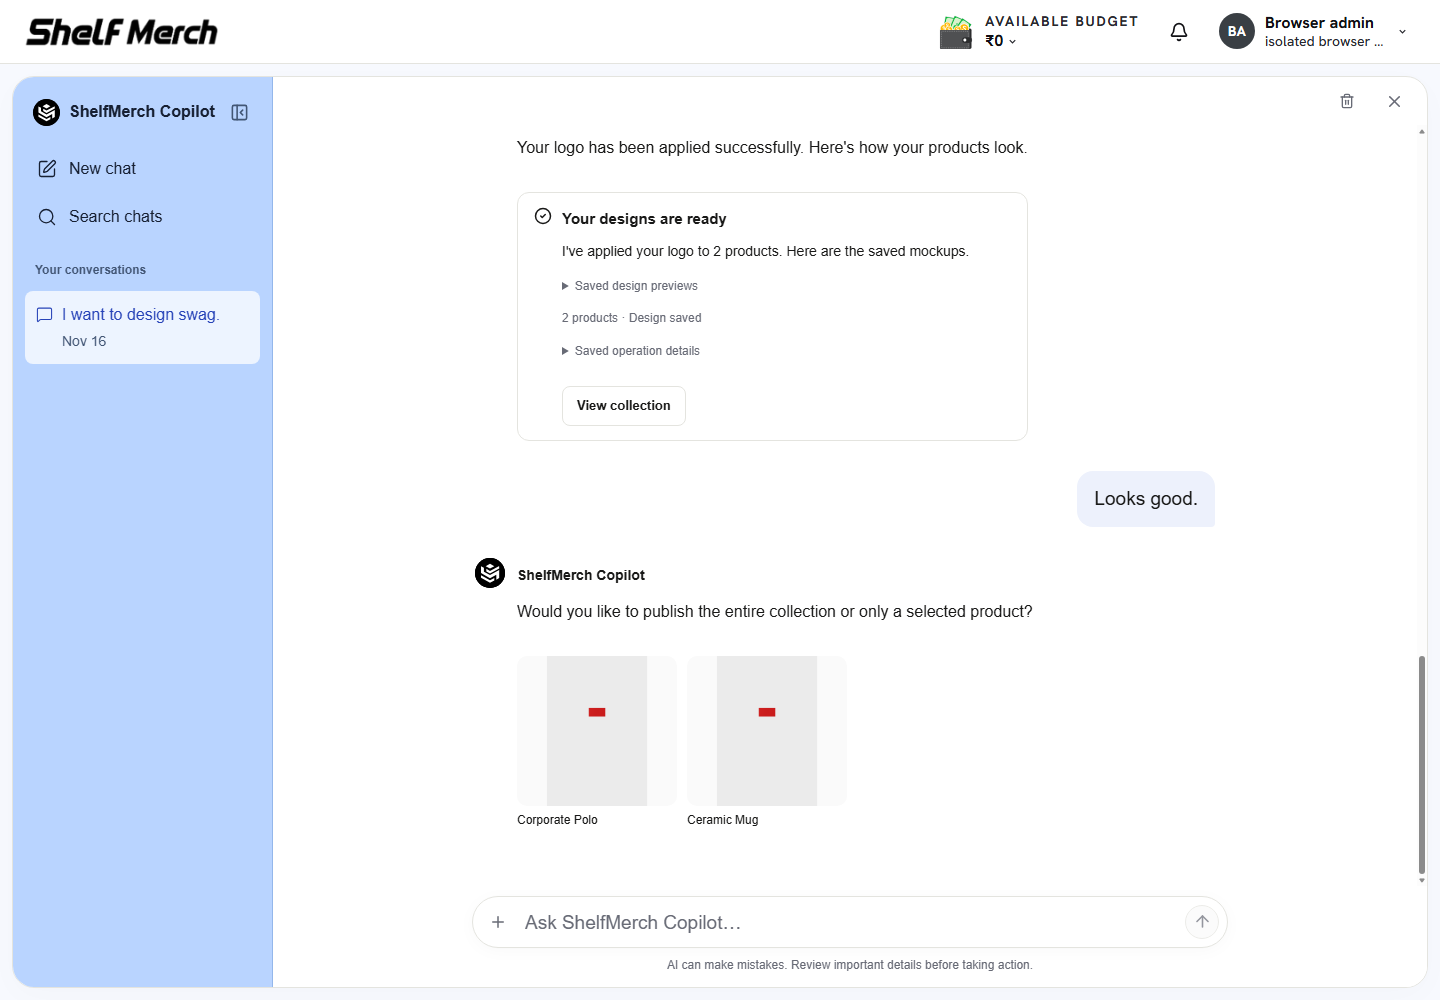 Shelf Merch
AVAILABLE BUDGET
₹0
BA
Browser admin
isolated browser ...
ShelfMerch Copilot
New chat
Search chats
Your conversations
I want to design swag.
Nov 16
Your logo has been applied successfully. Here's how your products look.
Your designs are ready
I've applied your logo to 2 products. Here are the saved mockups.
Saved design previews
2 products · Design saved
Saved operation details
View collection
Looks good.
ShelfMerch Copilot
Would you like to publish the entire collection or only a selected product?
Corporate Polo
Ceramic Mug
Ask ShelfMerch Copilot…
AI can make mistakes. Review important details before taking action.